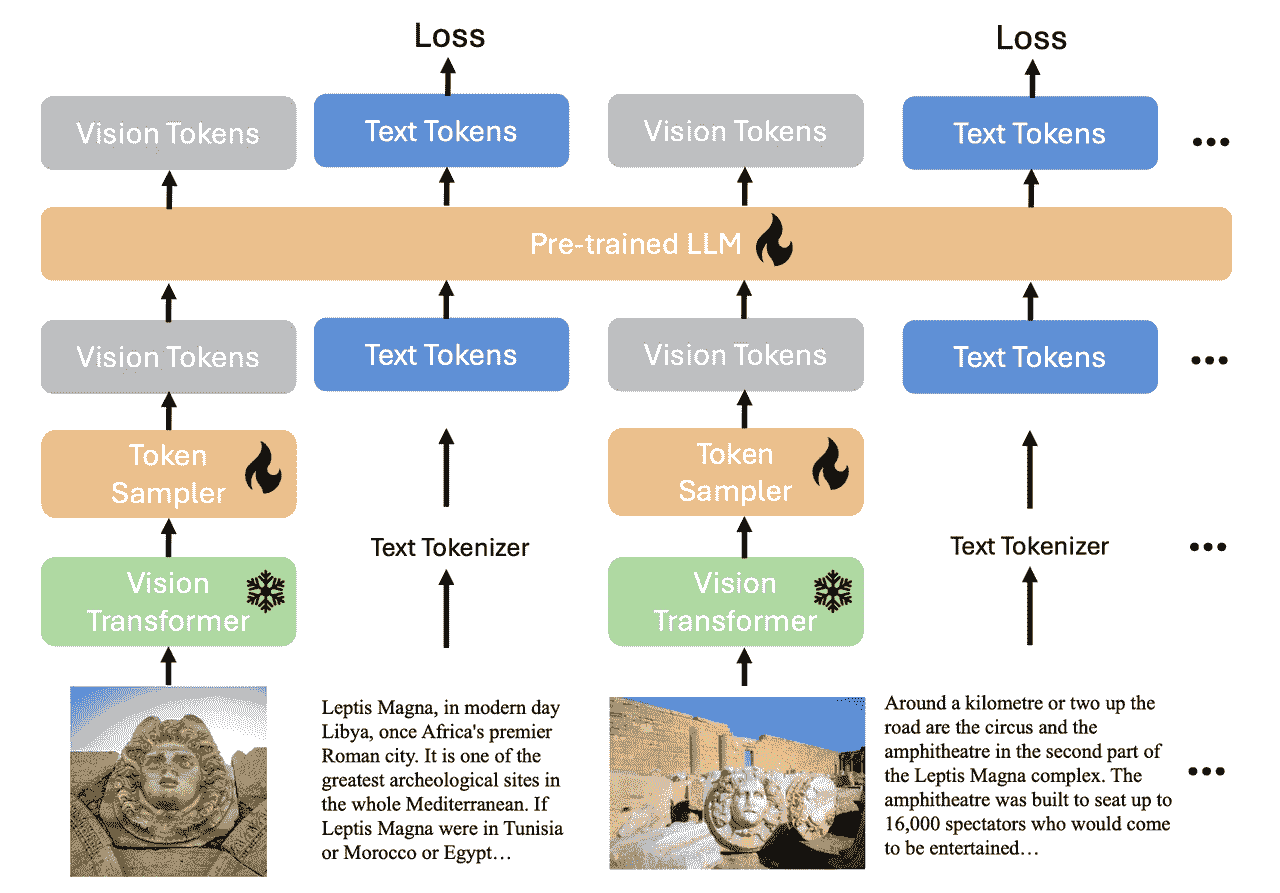 Loss
Loss
Vision Tokens
Text Tokens
Vision Tokens
Text Tokens
...
Pre-trained LLM
Vision Tokens
Text Tokens
Vision Tokens
Text Tokens
...
Token
Sampler
Token
Sampler
Text Tokenizer
Text Tokenizer
...
Vision
Transformer
Vision
Transformer
Leptis Magna, in modern day
Libya, once Africa's premier
Roman city. It is one of the
greatest archeological sites in
the whole Mediterranean. If
Leptis Magna were in Tunisia
or Morocco or Egypt…
Around a kilometre or two up the
road are the circus and the
amphitheatre in the second part of
the Leptis Magna complex. The
amphitheatre was built to seat up to
16,000 spectators who would come
to be entertained…
...